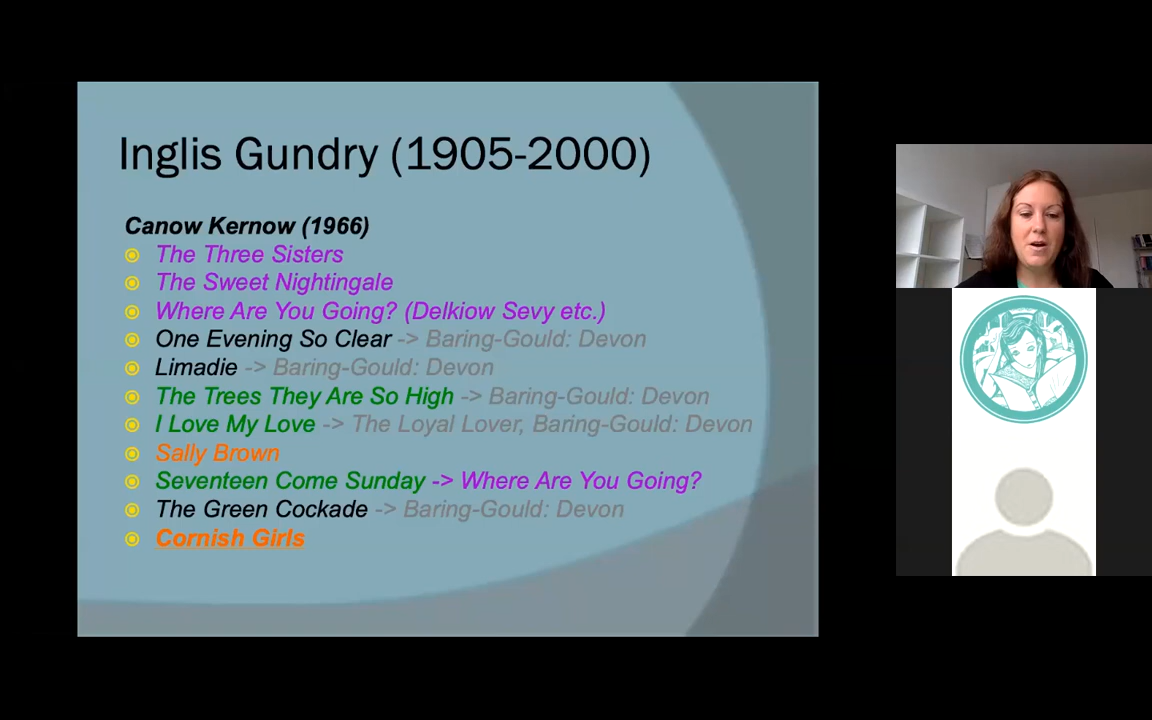 Inglis Gundry (1905-2000)
Canow Kernow (1966)
The Three Sisters
The Sweet Nightingale
Where Are You Going? (Delkiow Sevy etc.)
One Evening So Clear -> Baring-Gould: Devon
Limadie -> Baring-Gould: Devon
The Trees They Are So High -> Baring-Gould: Devon
I Love My Love -> The Loyal Lover, Baring-Gould: Devon
Sally Brown
Seventeen Come Sunday -> Where Are You Going?
The Green Cockade -> Baring-Gould: Devon
Cornish Girls